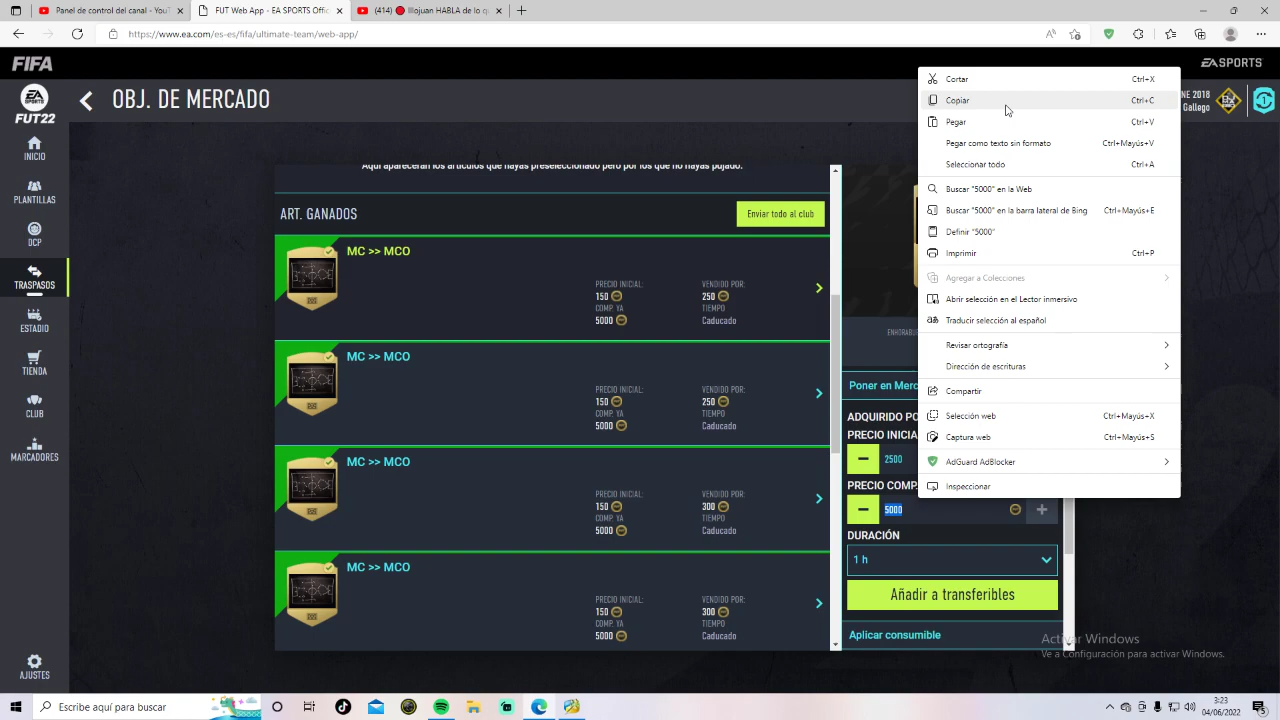 Panel de control del canal - YouT
FUT Web App - EA SPORTS Offic
(414) 🔴 IlloJuan HABLA de lo q
https://www.ea.com/es-es/fifa/ultimate-team/web-app/
FIFA
EA SPORTS
EA SPORTS
FUT22
OBJ. DE MERCADO
NE 2018
Gallego
INICIO
PLANTILLAS
DCP
TRASPASOS
ESTADIO
TIENDA
CLUB
MARCADORES
AJUSTES
Aquí aparecerán los artículos que hayas preseleccionado pero por los que no hayas pujado.
ART. GANADOS
Enviar todo al club
MC >> MCO
PRECIO INICIAL: VENDIDO POR:
150 250
COMP. YA TIEMPO
5000 Caducado
MC >> MCO
PRECIO INICIAL: VENDIDO POR:
150 250
COMP. YA TIEMPO
5000 Caducado
MC >> MCO
PRECIO INICIAL: VENDIDO POR:
150 300
COMP. YA TIEMPO
5000 Caducado
MC >> MCO
PRECIO INICIAL: VENDIDO POR:
150 300
COMP. YA TIEMPO
5000 Caducado
ENHORABU
Poner en Merc
ADQUIRIDO PO
PRECIO INICIA
2500
PRECIO COMP.
5000
DURACIÓN
1 h
Añadir a transferibles
Aplicar consumible
Cortar Ctrl+X
Copiar Ctrl+C
Pegar Ctrl+V
Pegar como texto sin formato Ctrl+Mayús+V
Seleccionar todo Ctrl+A
Buscar "5000" en la Web
Buscar "5000" en la barra lateral de Bing Ctrl+Mayús+E
Definir "5000"
Imprimir Ctrl+P
Agregar a Colecciones
Abrir selección en el Lector inmersivo
Traducir selección al español
Revisar ortografía
Dirección de escrituras
Compartir
Selección web Ctrl+Mayús+X
Captura web Ctrl+Mayús+S
AdGuard AdBlocker
Inspeccionar
Activar Windows
Ve a Configuración para activar Windows.
Escribe aquí para buscar
3:23
04/06/2022